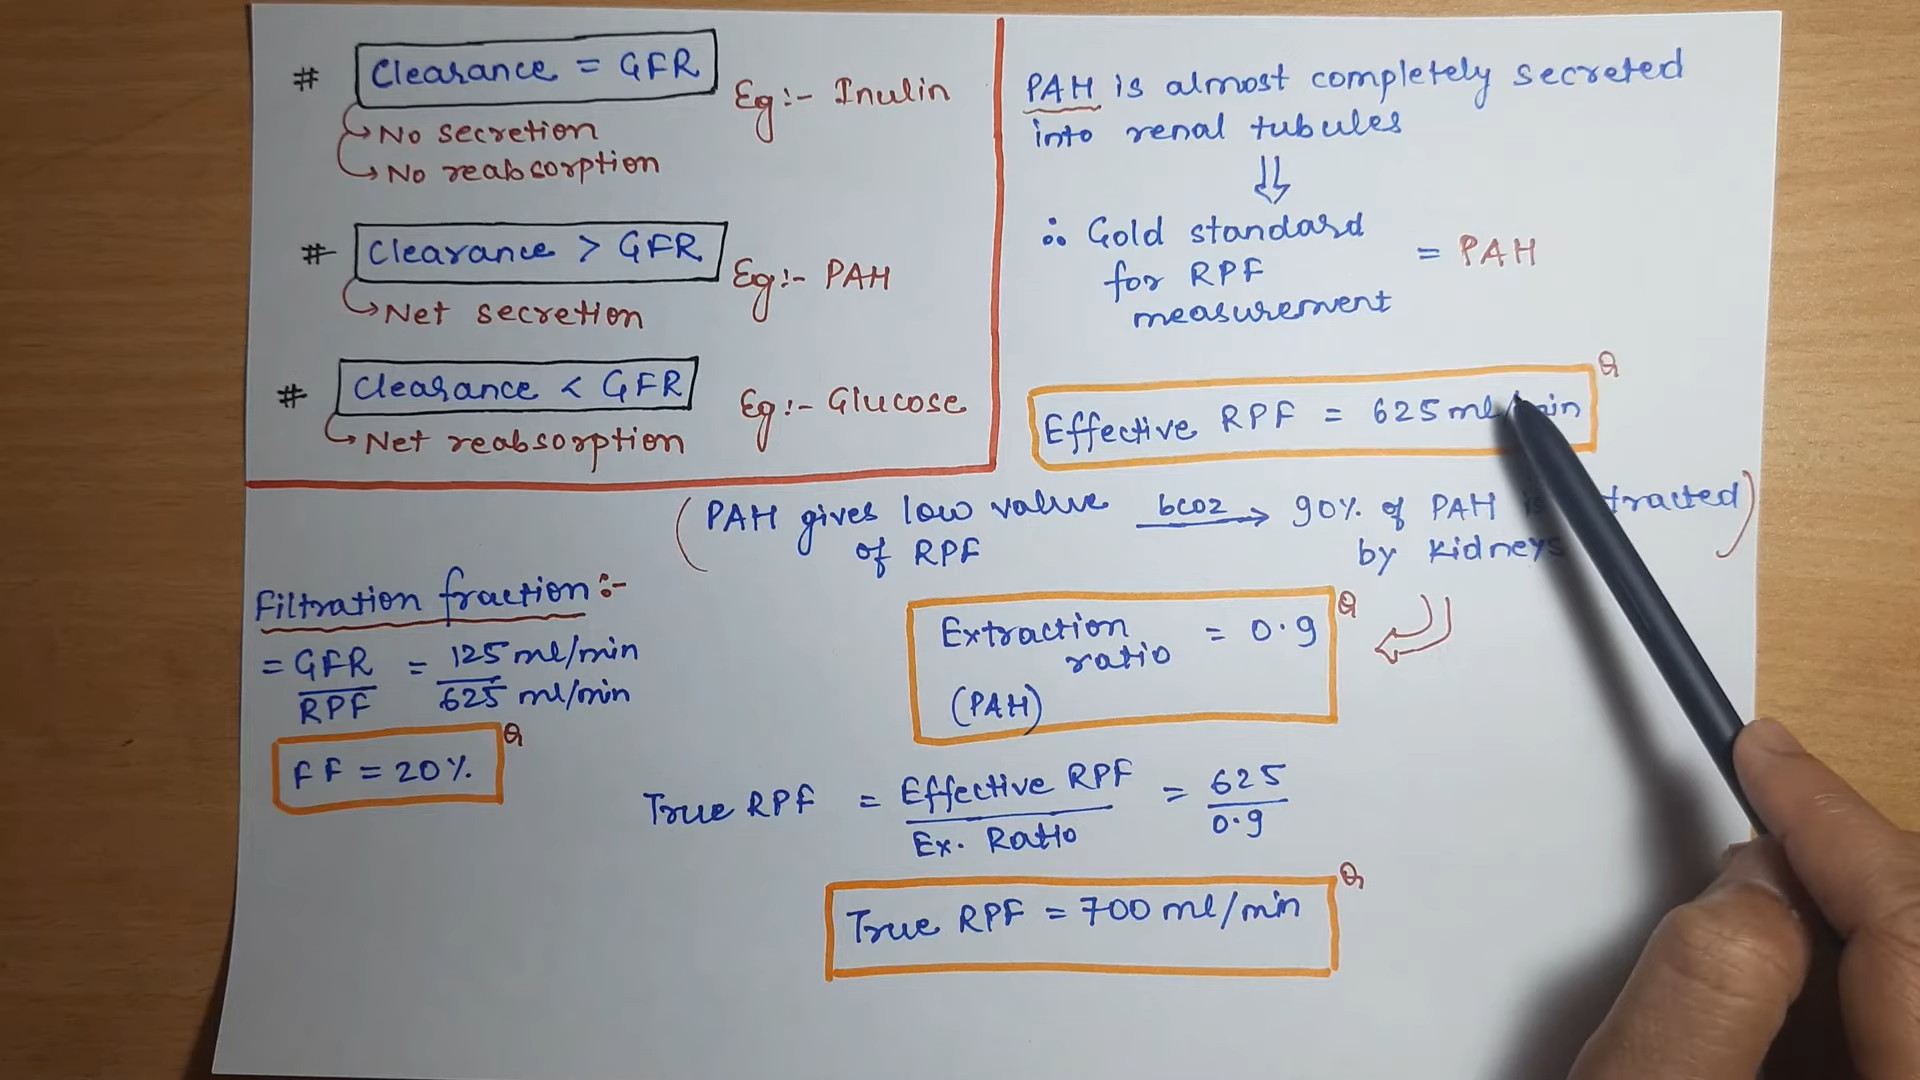 # Clearance = GFR
Eg:- Inulin
No secretion
No reabsorption
# Clearance > GFR
Eg:- PAH
Net secretion
# Clearance < GFR
Eg:- Glucose
Net reabsorption
PAH is almost completely secreted
into renal tubules
⇓
∴ Gold standard
for RPF
measurement
= PAH
Q
Effective RPF = 625 ml/min
(PAH gives low value
of RPF
bcoz → 90% of PAH is
by kidneys)
Filtration fraction :-
= GFR/RPF = 125 ml/min / 625 ml/min
Q
FF = 20%
Q
Extraction
ratio = 0.9
(PAH)
True RPF = Effective RPF / Ex. Ratio = 625 / 0.9
Q
True RPF = 700 ml/min